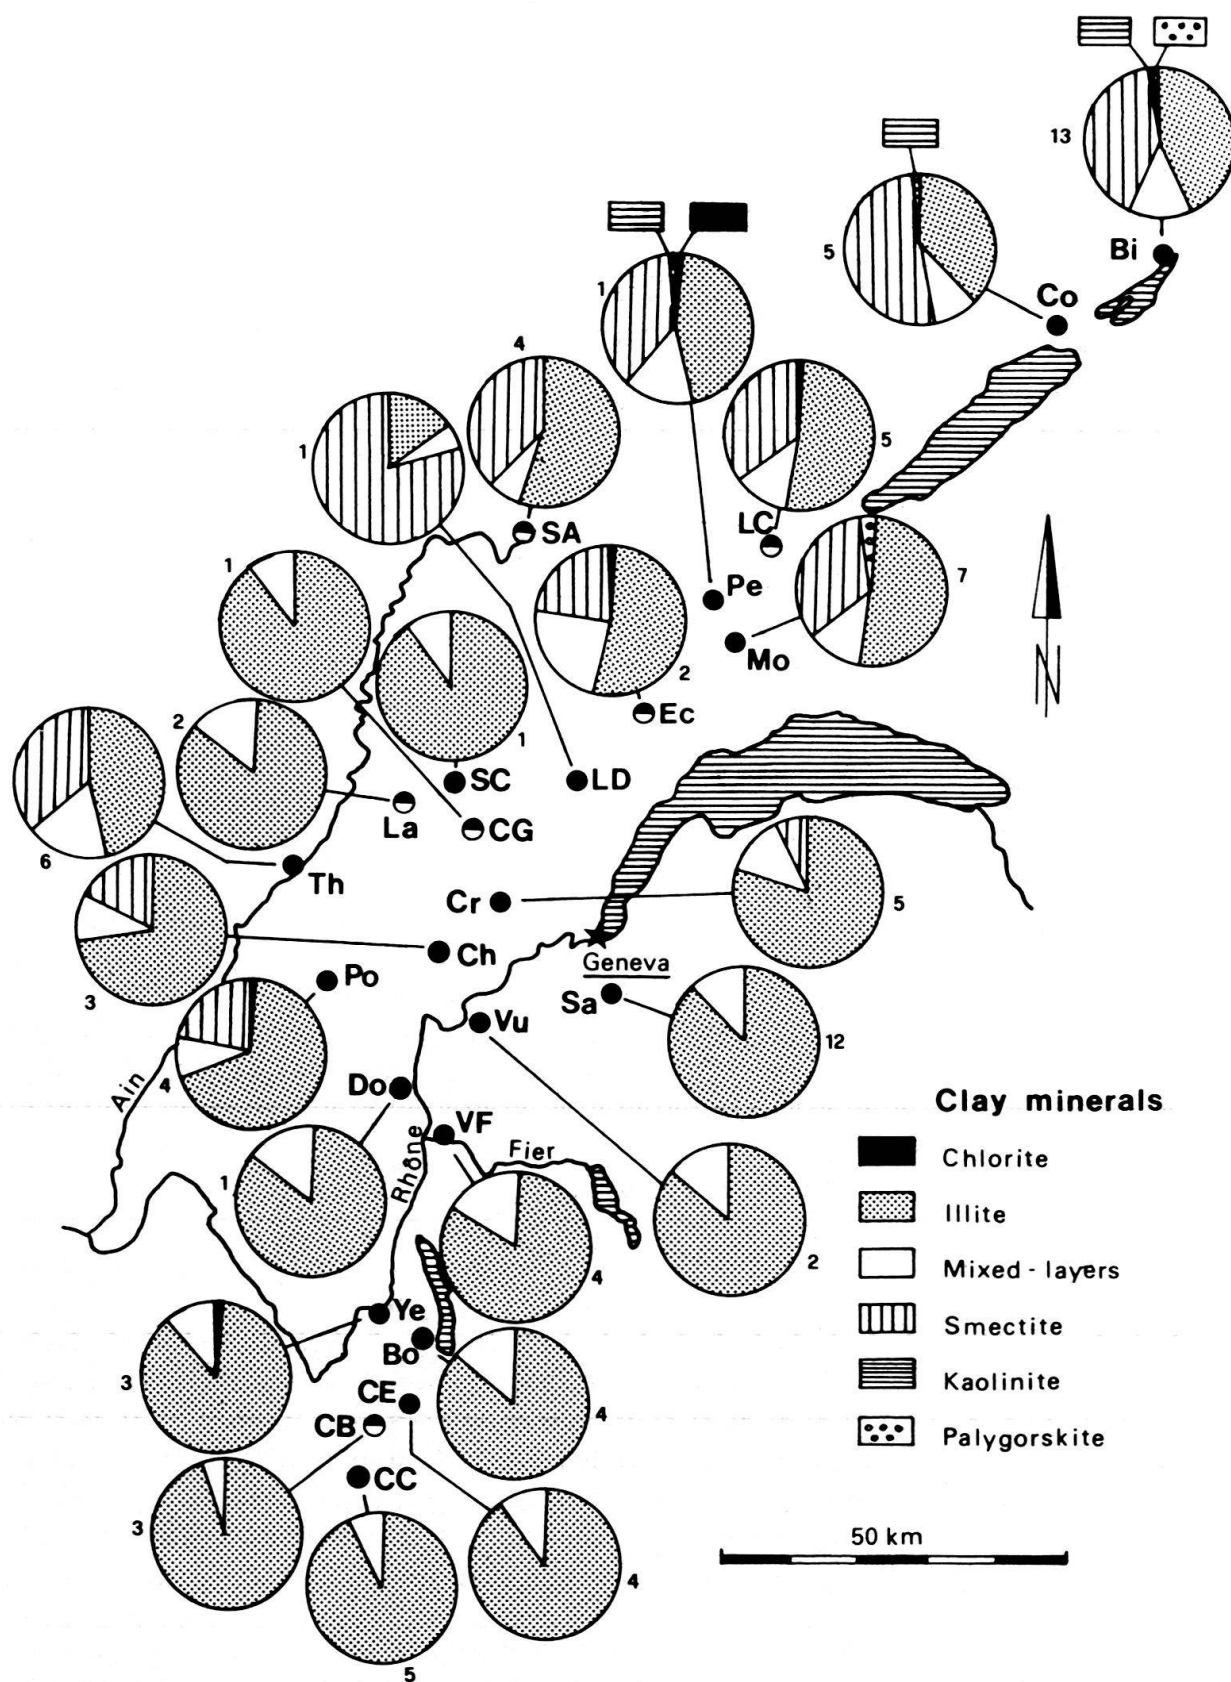 13
Bi
5
Co
1
4
1
5
SA
LC
7
Pe
Mo
1
2
Ec
1
2
SC
LD
La
CG
6
Th
Cr
5
Ch
Geneva
3
Po
Sa
Vu
12
4
Ain
Do
VF
Rhône
Fier
1
4
2
Clay minerals
Chlorite
Illite
Mixed-layers
Smectite
Kaolinite
Palygorskite
Ye
Bo
3
CE
4
CB
CC
3
4
5
50 km
N